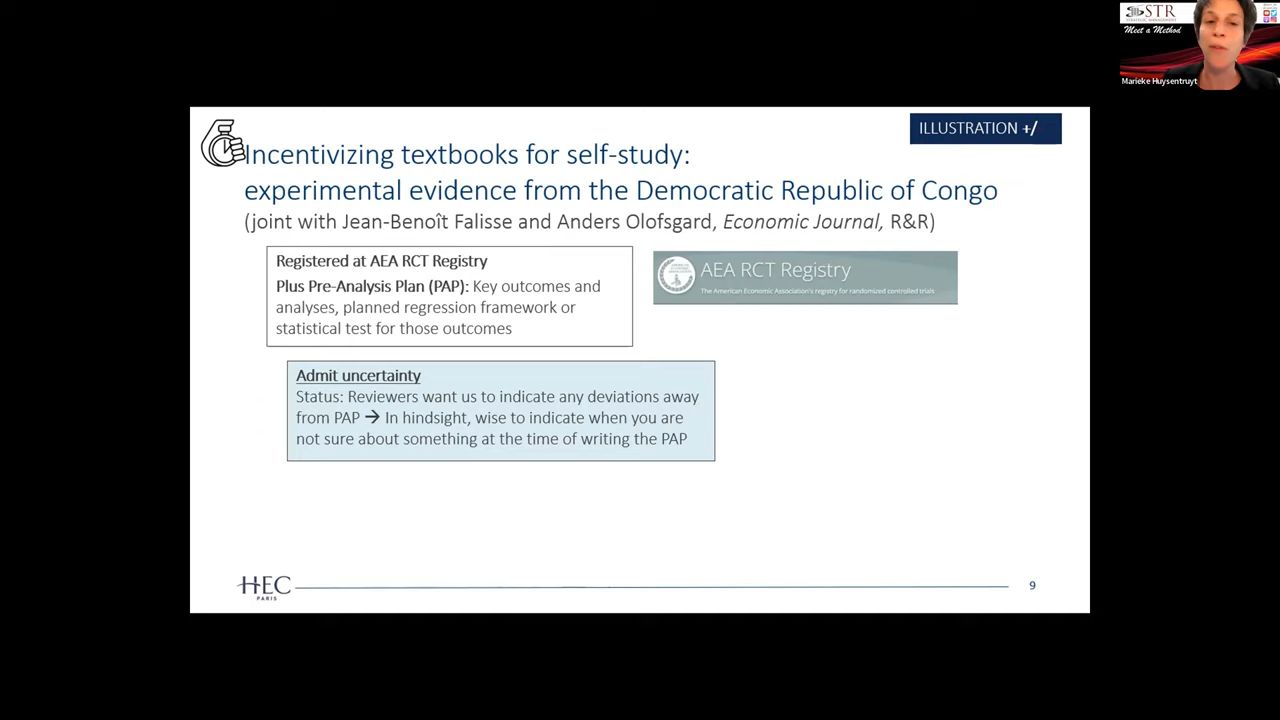 STR
STRATEGIC MANAGEMENT
Meet a Method
Marieke Huysentruyt
ILLUSTRATION +/
Incentivizing textbooks for self-study:
experimental evidence from the Democratic Republic of Congo
(joint with Jean-Benoît Falisse and Anders Olofsgard, Economic Journal, R&R)
Registered at AEA RCT Registry
Plus Pre-Analysis Plan (PAP): Key outcomes and
analyses, planned regression framework or
statistical test for those outcomes
AEA RCT Registry
The American Economic Association's registry for randomized controlled trials
Admit uncertainty
Status: Reviewers want us to indicate any deviations away
from PAP → In hindsight, wise to indicate when you are
not sure about something at the time of writing the PAP
HEC
PARIS
9